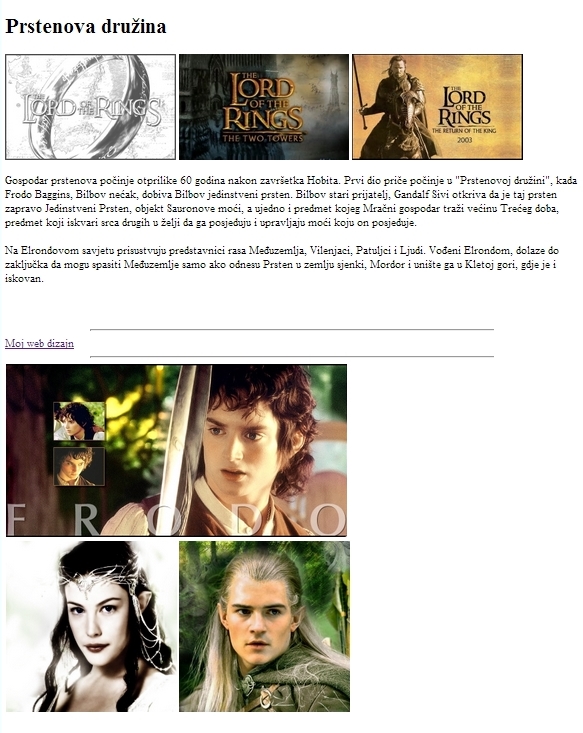 Prstenova družina
THE LORD OF THE RINGS
THE LORD OF THE RINGS
THE TWO TOWERS
THE LORD OF THE RINGS
THE RETURN OF THE KING
2003
Gospodar prstenova počinje otprilike 60 godina nakon završetka Hobita. Prvi dio priče počinje u "Prstenovoj družini", kada
Frodo Baggins, Bilbov nećak, dobiva Bilbov jedinstveni prsten. Bilbov stari prijatelj, Gandalf Sivi otkriva da je taj prsten
zapravo Jedinstveni Prsten, objekt Sauronove moći, a ujedno i predmet kojeg Mračni gospodar traži većinu Trećeg doba,
predmet koji iskvari srca drugih u želji da ga posjeduju i upravljaju moći koju on posjeduje.
Na Elrondovom savjetu prisustvuju predstavnici rasa Međuzemlja, Vilenjaci, Patuljci i Ljudi. Vođeni Elrondom, dolaze do
zaključka da mogu spasiti Međuzemlje samo ako odnesu Prsten u zemlju sjenki, Mordor i unište ga u Kletoj gori, gdje je i
iskovan.
Moj web dizajn
FRODO